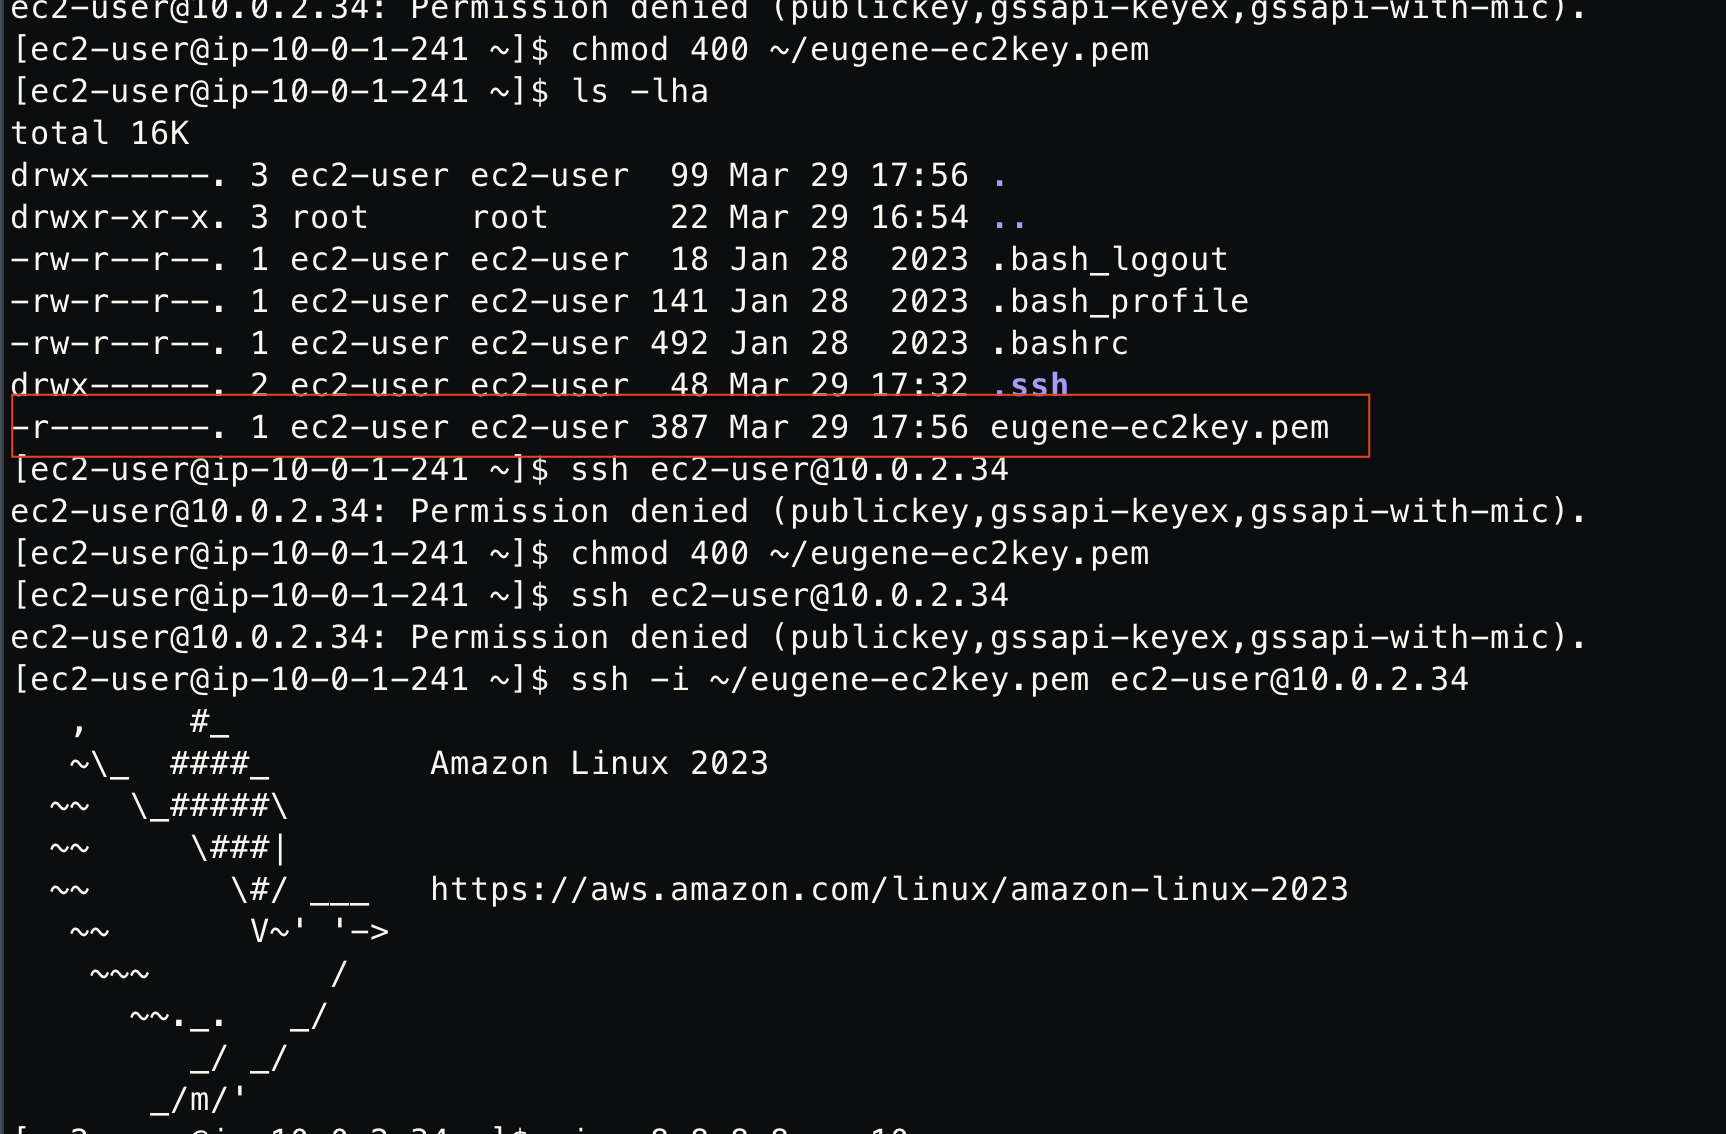 ec2-user@10.0.2.34: Permission denied (publickey,gssapi-keyex,gssapi-with-mic).
[ec2-user@ip-10-0-1-241 ~]$ chmod 400 ~/eugene-ec2key.pem
[ec2-user@ip-10-0-1-241 ~]$ ls -lha
total 16K
drwx------. 3 ec2-user ec2-user  99 Mar 29 17:56 .
drwxr-xr-x. 3 root     root      22 Mar 29 16:54 ..
-rw-r--r--. 1 ec2-user ec2-user  18 Jan 28  2023 .bash_logout
-rw-r--r--. 1 ec2-user ec2-user 141 Jan 28  2023 .bash_profile
-rw-r--r--. 1 ec2-user ec2-user 492 Jan 28  2023 .bashrc
drwx------. 2 ec2-user ec2-user  48 Mar 29 17:32 .ssh
-r--------. 1 ec2-user ec2-user 387 Mar 29 17:56 eugene-ec2key.pem
[ec2-user@ip-10-0-1-241 ~]$ ssh ec2-user@10.0.2.34
ec2-user@10.0.2.34: Permission denied (publickey,gssapi-keyex,gssapi-with-mic).
[ec2-user@ip-10-0-1-241 ~]$ chmod 400 ~/eugene-ec2key.pem
[ec2-user@ip-10-0-1-241 ~]$ ssh ec2-user@10.0.2.34
ec2-user@10.0.2.34: Permission denied (publickey,gssapi-keyex,gssapi-with-mic).
[ec2-user@ip-10-0-1-241 ~]$ ssh -i ~/eugene-ec2key.pem ec2-user@10.0.2.34
   ,     #_
   ~\_  ####_        Amazon Linux 2023
  ~~  \_#####\
  ~~     \###|
  ~~       \#/ ___   https://aws.amazon.com/linux/amazon-linux-2023
   ~~       V~' '->
    ~~~         /
      ~~._.   _/
         _/ _/
       _/m/'